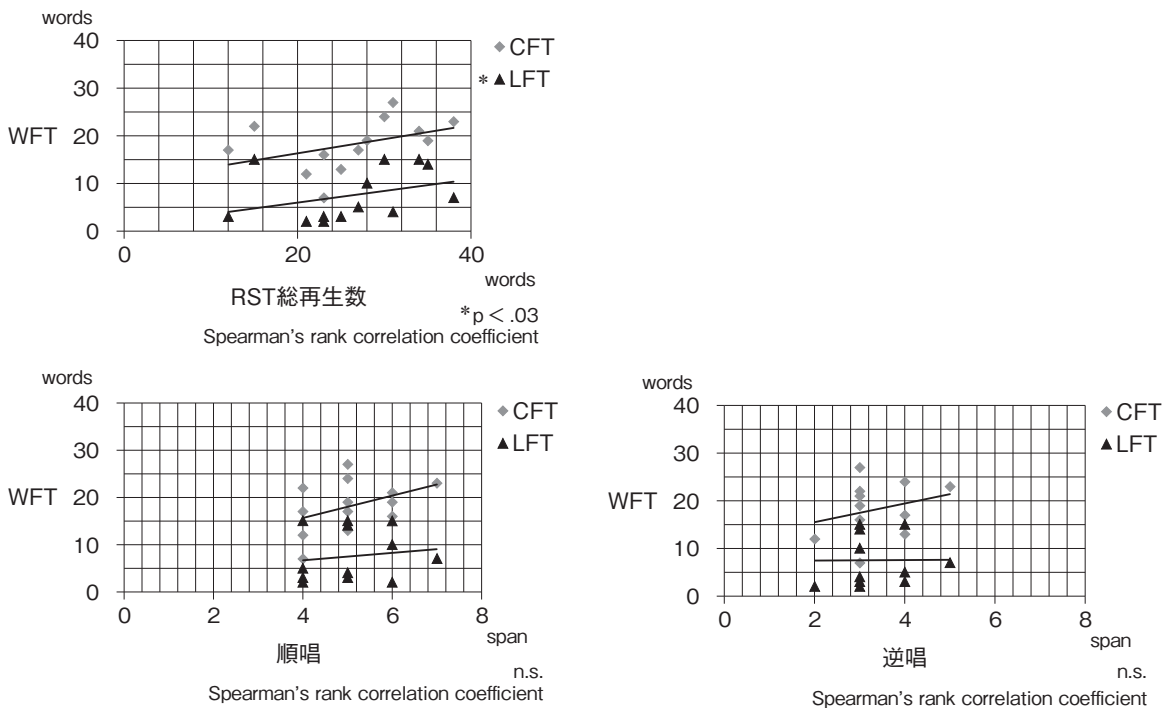 words
40
30
20
10
0
WFT
◆CFT
*▲LFT
0 20 40
words
RST総再生数
*p < .03
Spearman's rank correlation coefficient
words
40
30
20
10
0
WFT
◆CFT
▲LFT
0 2 4 6 8
span
順唱
n.s.
Spearman's rank correlation coefficient
words
40
30
20
10
0
WFT
◆CFT
▲LFT
0 2 4 6 8
span
逆唱
n.s.
Spearman's rank correlation coefficient